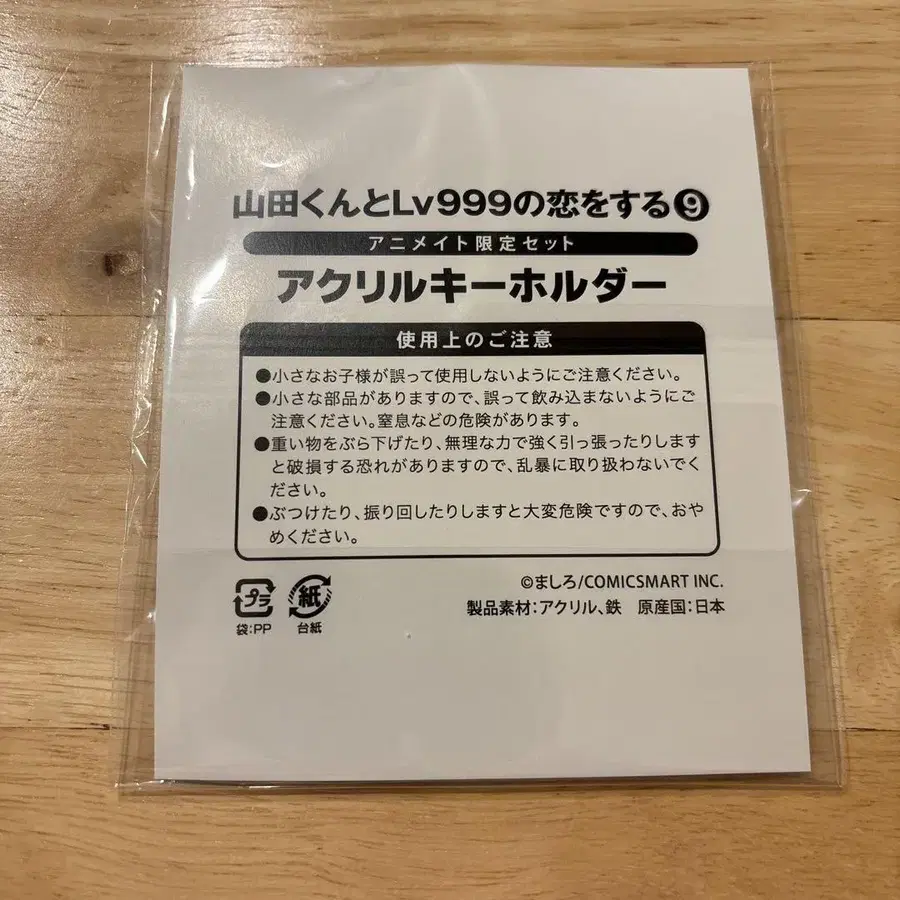 山田くんとLv999の恋をする❾
アニメイト限定セット
アクリルキーホルダー
使用上のご注意
●小さなお子様が誤って使用しないようにご注意ください。
●小さな部品がありますので、誤って飲み込まないようにご
注意ください。窒息などの危険があります。
●重い物をぶら下げたり、無理な力で強く引っ張ったりします
と破損する恐れがありますので、乱暴に取り扱わないでく
ださい。
●ぶつけたり、振り回したりしますと大変危険ですので、おや
めください。
プラ
袋:PP
紙
台紙
©ましろ/COMICSMART INC.
製品素材:アクリル、鉄　原産国:日本